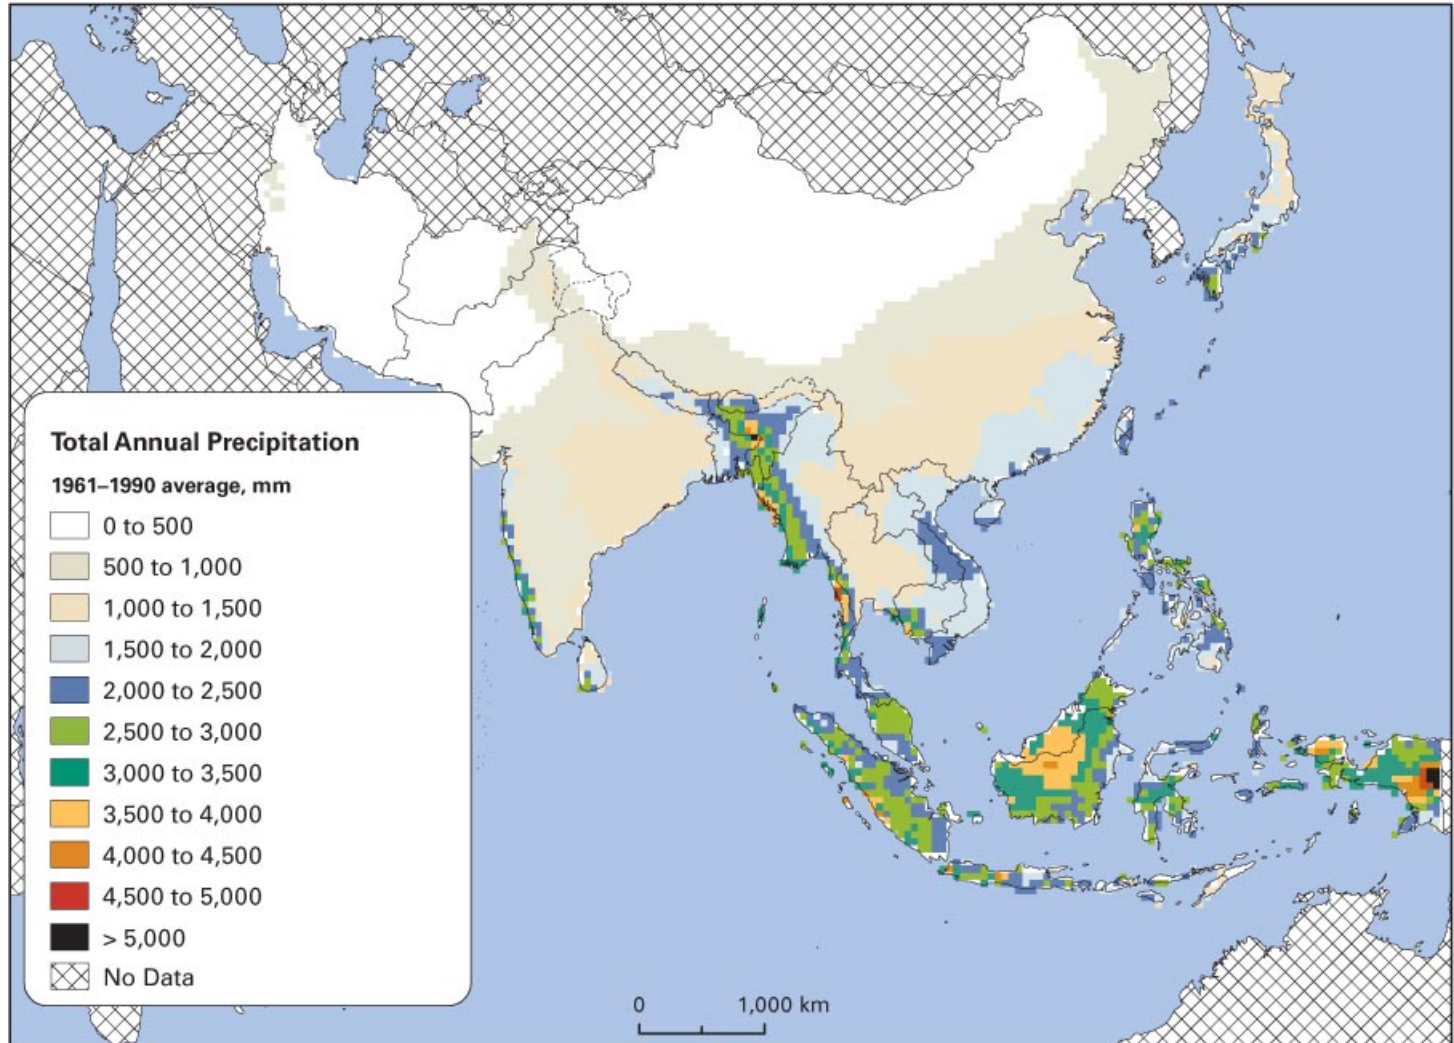 Total Annual Precipitation
1961–1990 average, mm
0 to 500
500 to 1,000
1,000 to 1,500
1,500 to 2,000
2,000 to 2,500
2,500 to 3,000
3,000 to 3,500
3,500 to 4,000
4,000 to 4,500
4,500 to 5,000
> 5,000
No Data
0 1,000 km